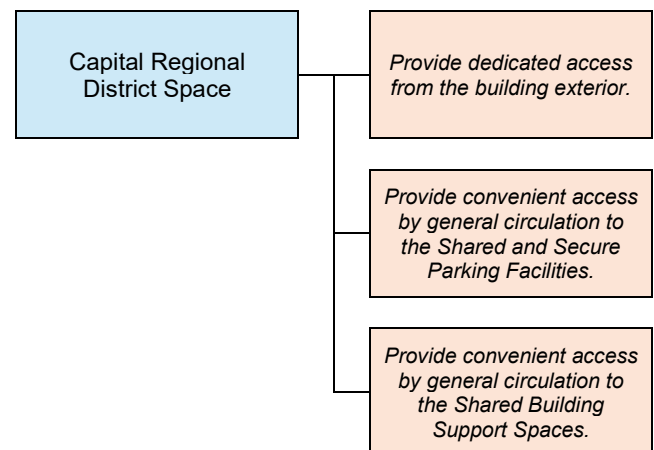 Capital Regional
District Space
Provide dedicated access
from the building exterior.
Provide convenient access
by general circulation to
the Shared and Secure
Parking Facilities.
Provide convenient access
by general circulation to
the Shared Building
Support Spaces.